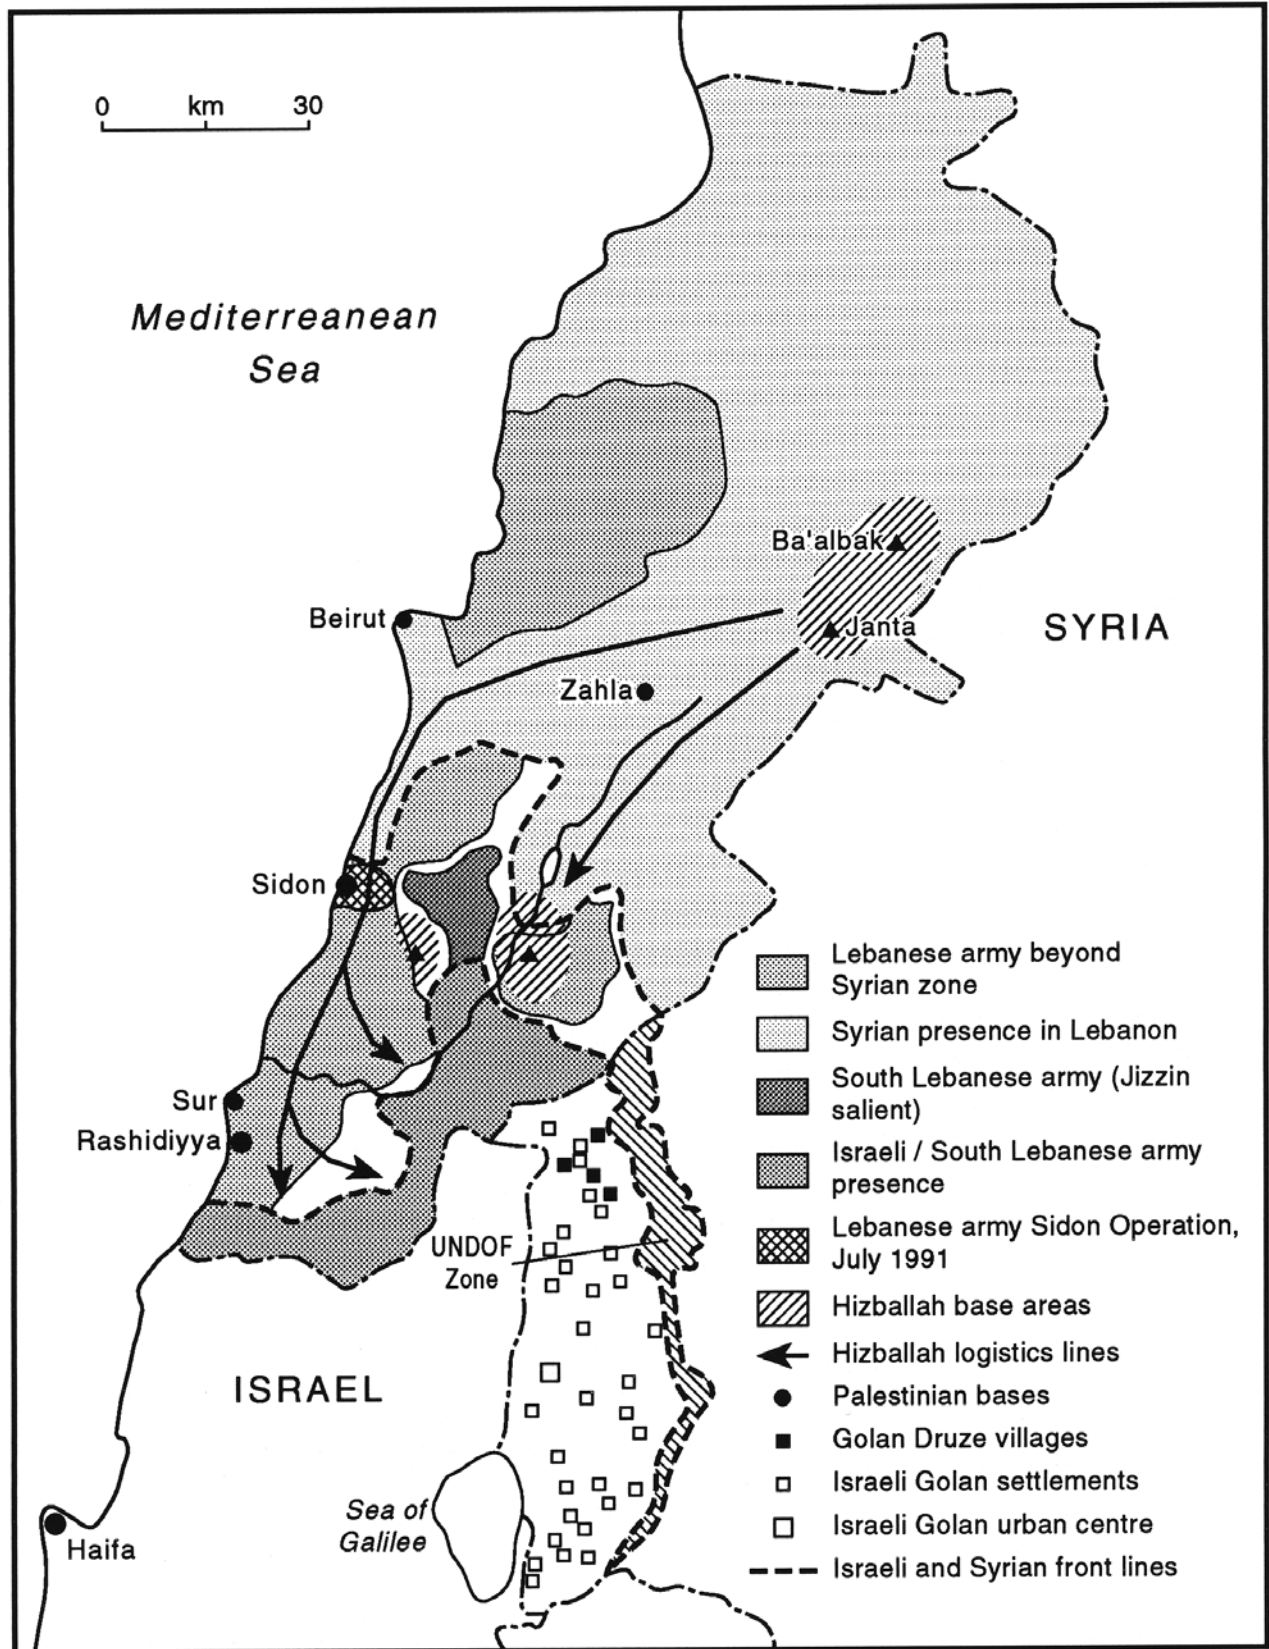 0 km 30
Mediterreanean
Sea
Ba'albak
Beirut
Janta
SYRIA
Zahla
Sidon
Sur
Rashidiyya
UNDOF
Zone
ISRAEL
Sea of
Galilee
Haifa
Lebanese army beyond
Syrian zone
Syrian presence in Lebanon
South Lebanese army (Jizzin
salient)
Israeli / South Lebanese army
presence
Lebanese army Sidon Operation,
July 1991
Hizballah base areas
Hizballah logistics lines
Palestinian bases
Golan Druze villages
Israeli Golan settlements
Israeli Golan urban centre
Israeli and Syrian front lines